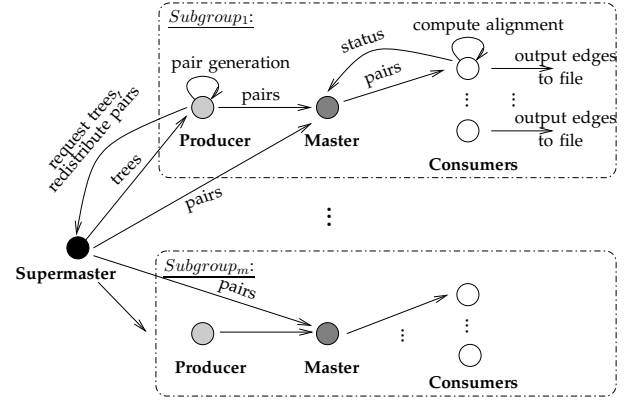 Subgroup₁:
compute alignment
status
pair generation
output edges
to file
pairs
pairs
request trees,
redistribute pairs
Producer
Master
output edges
to file
Consumers
trees
pairs
Supermaster
Subgroupₘ:
pairs
Producer
Master
Consumers